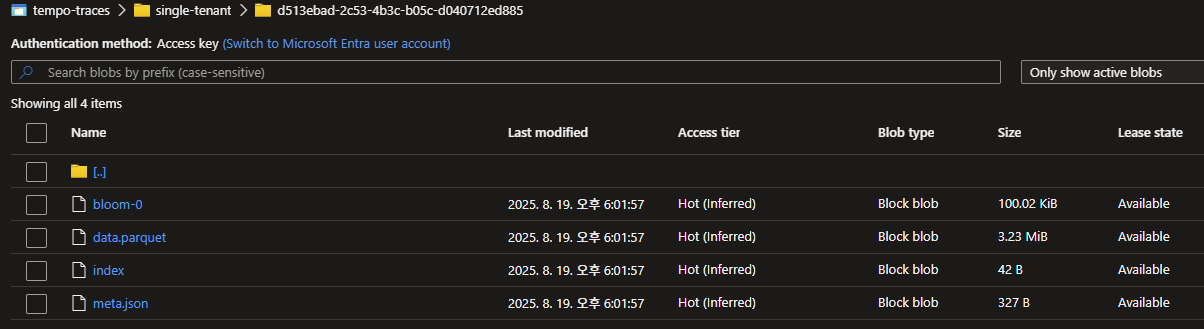 tempo-traces > single-tenant > d513ebad-2c53-4b3c-b05c-d040712ed885
Authentication method: Access key (Switch to Microsoft Entra user account)
Search blobs by prefix (case-sensitive) Only show active blobs
Showing all 4 items
Name Last modified Access tier Blob type Size Lease state
[..]
bloom-0 2025. 8. 19. 오후 6:01:57 Hot (Inferred) Block blob 100.02 KiB Available
data.parquet 2025. 8. 19. 오후 6:01:57 Hot (Inferred) Block blob 3.23 MiB Available
index 2025. 8. 19. 오후 6:01:57 Hot (Inferred) Block blob 42 B Available
meta.json 2025. 8. 19. 오후 6:01:57 Hot (Inferred) Block blob 327 B Available